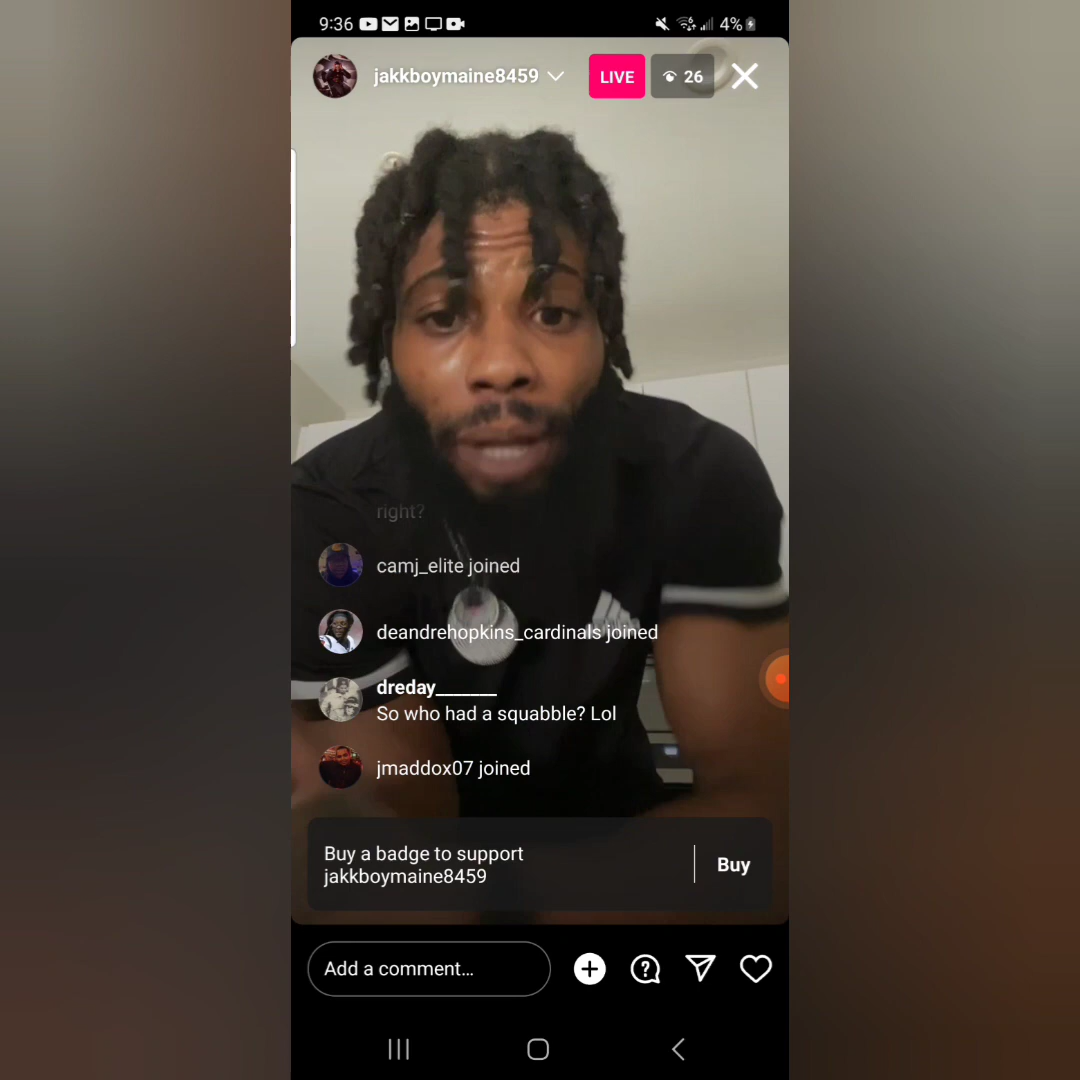 9:36
4%
jakkboymaine8459
LIVE
26
right?
camj_elite joined
deandrehopkins_cardinals joined
dreday_______
So who had a squabble? Lol
jmaddox07 joined
Buy a badge to support
jakkboymaine8459
Buy
Add a comment...